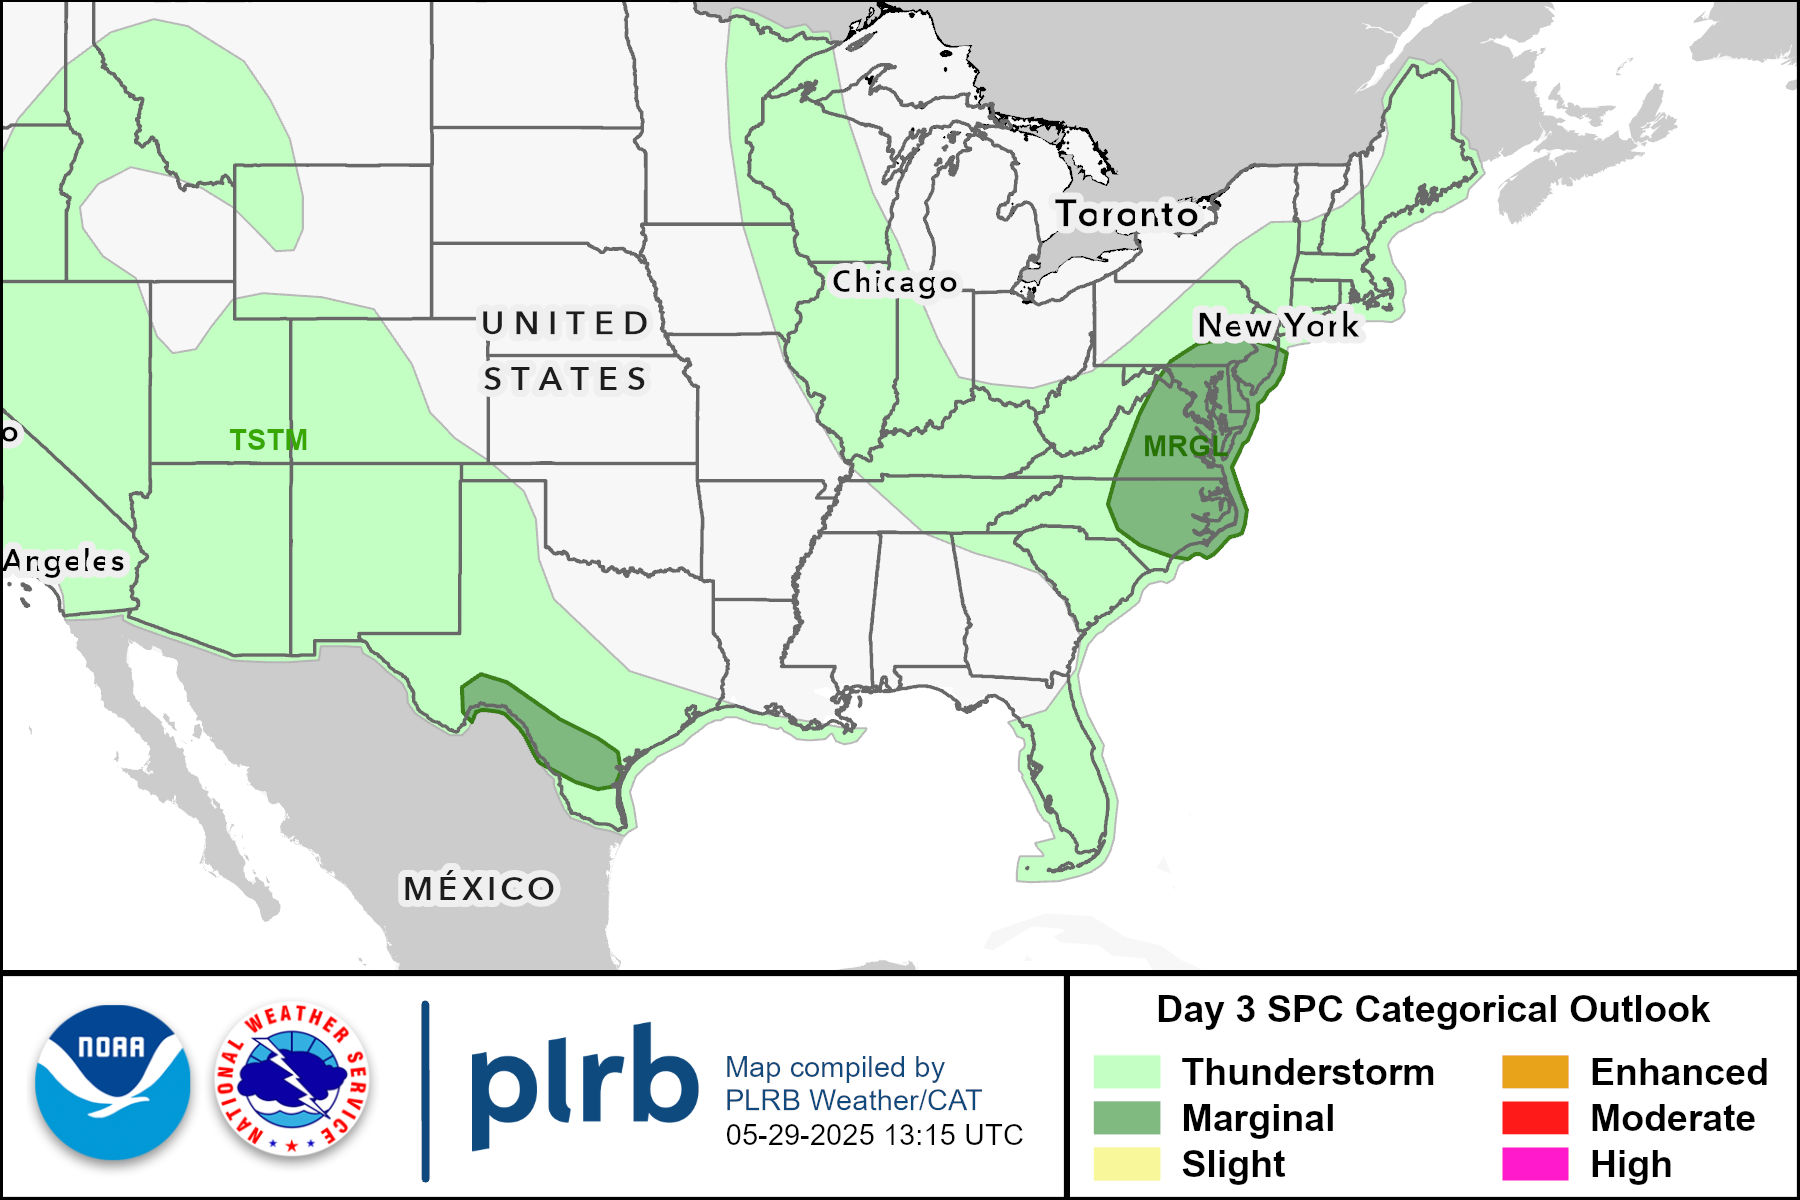 Toronto
Chicago
UNITED
STATES
New York
TSTM
MRGL
o
Angeles
MÉXICO
NOAA
NATIONAL WEATHER SERVICE
plrb
Map compiled by
PLRB Weather/CAT
05-29-2025 13:15 UTC
Day 3 SPC Categorical Outlook
Thunderstorm
Marginal
Slight
Enhanced
Moderate
High